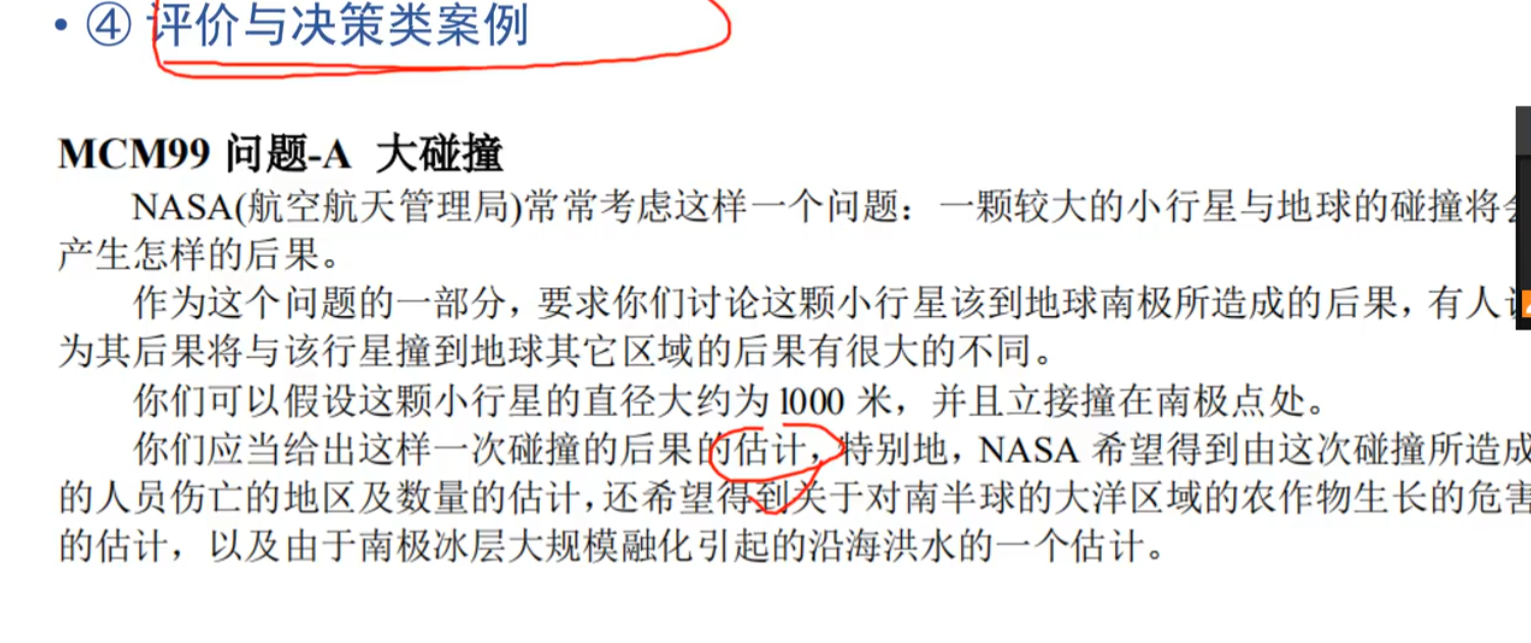 • ④ 评价与决策类案例
MCM99 问题-A 大碰撞
NASA(航空航天管理局)常常考虑这样一个问题：一颗较大的小行星与地球的碰撞将会
产生怎样的后果。
作为这个问题的一部分，要求你们讨论这颗小行星该到地球南极所造成的后果，有人认
为其后果将与该行星撞到地球其它区域的后果有很大的不同。
你们可以假设这颗小行星的直径大约为 1000 米，并且立接撞在南极点处。
你们应当给出这样一次碰撞的后果的估计，特别地，NASA 希望得到由这次碰撞所造成
的人员伤亡的地区及数量的估计，还希望得到关于对南半球的大洋区域的农作物生长的危害
的估计，以及由于南极冰层大规模融化引起的沿海洪水的一个估计。